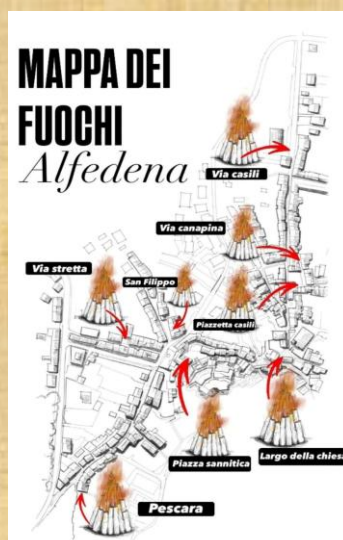 MAPPA DEI
FUOCHI
Alfedena
Via casili
Via canapina
Via stretta
San Filippo
Piazzetta casili
Piazza sannitica
Largo della chiesa
Pescara